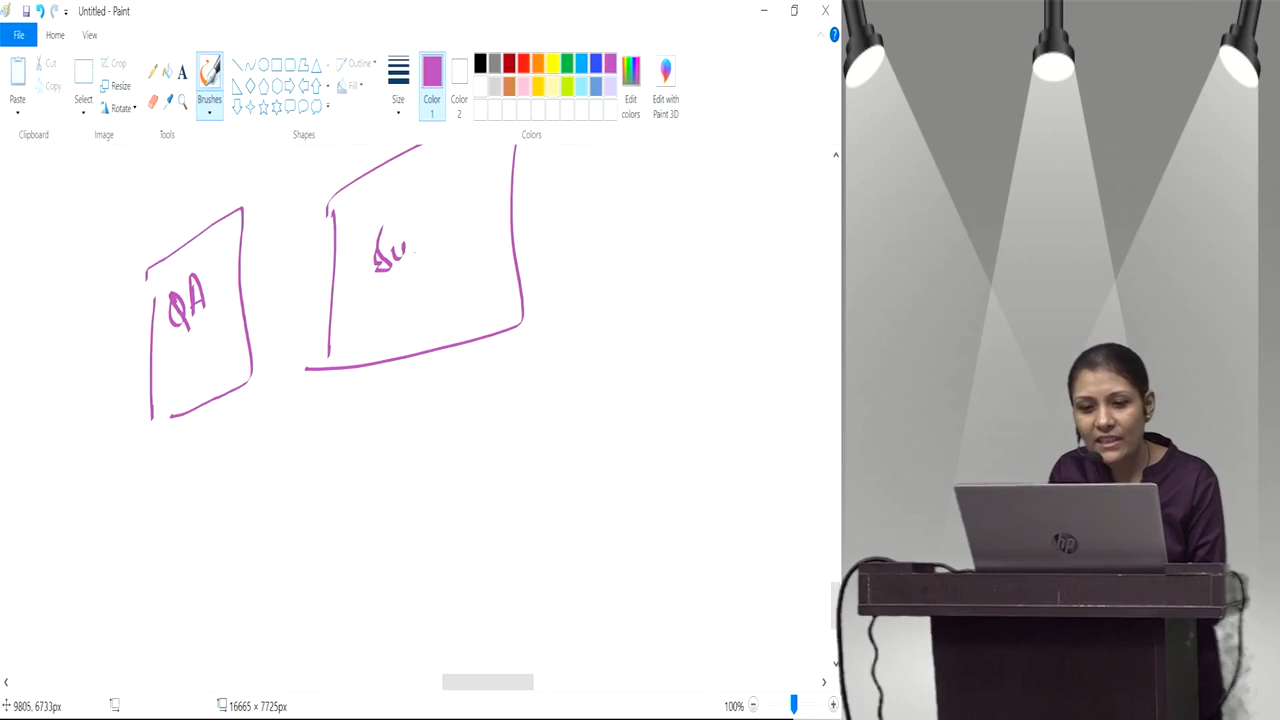 Untitled - Paint
File
Home
View
Paste
Cut
Copy
Clipboard
Select
Crop
Resize
Rotate
Image
Tools
Brushes
Shapes
Outline
Fill
Size
Color 1
Color 2
Edit colors
Edit with Paint 3D
Colors
QA
hp
9805, 6733px
16665 × 7725px
100%